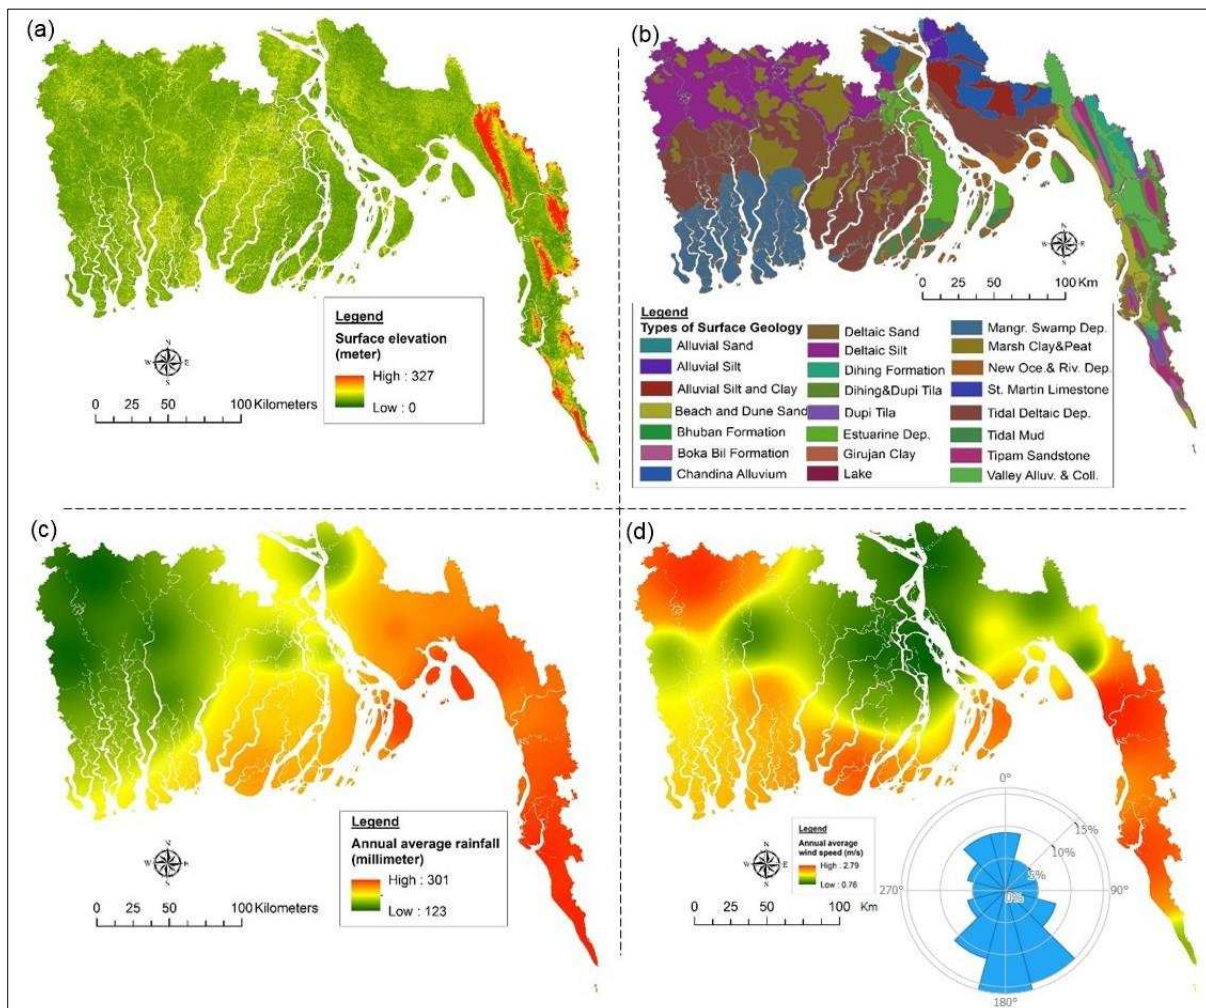 (a)
N
W E
S
0 25 50 100 Kilometers
Legend
Surface elevation
(meter)
High : 327
Low : 0
(b)
N
W E
S
0 25 50 100 Km
Legend
Types of Surface Geology
Alluvial Sand
Alluvial Silt
Alluvial Silt and Clay
Beach and Dune Sand
Bhuban Formation
Boka Bil Formation
Chandina Alluvium
Deltaic Sand
Deltaic Silt
Dihing Formation
Dihing&Dupi Tila
Dupi Tila
Estuarine Dep.
Girujan Clay
Lake
Mangr. Swamp Dep.
Marsh Clay&Peat
New Oce.& Riv. Dep.
St. Martin Limestone
Tidal Deltaic Dep.
Tidal Mud
Tipam Sandstone
Valley Alluv. & Coll.
(c)
N
W E
S
0 25 50 100 Kilometers
Legend
Annual average rainfall
(millimeter)
High : 301
Low : 123
(d)
N
W E
S
0 25 50 100 Km
Legend
Annual average
wind speed (m/s)
High : 2.79
Low : 0.76
0°
15%
10%
5%
0%
270°
90°
180°